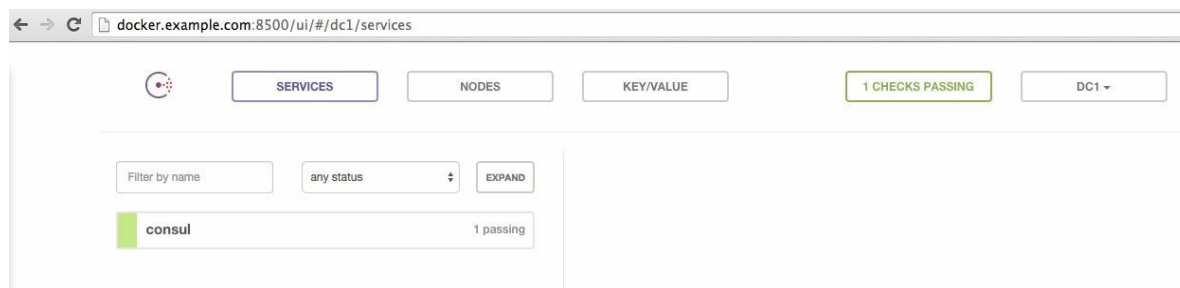 docker.example.com:8500/ui/#/dc1/services
SERVICES NODES KEY/VALUE 1 CHECKS PASSING DC1
Filter by name any status EXPAND
consul 1 passing